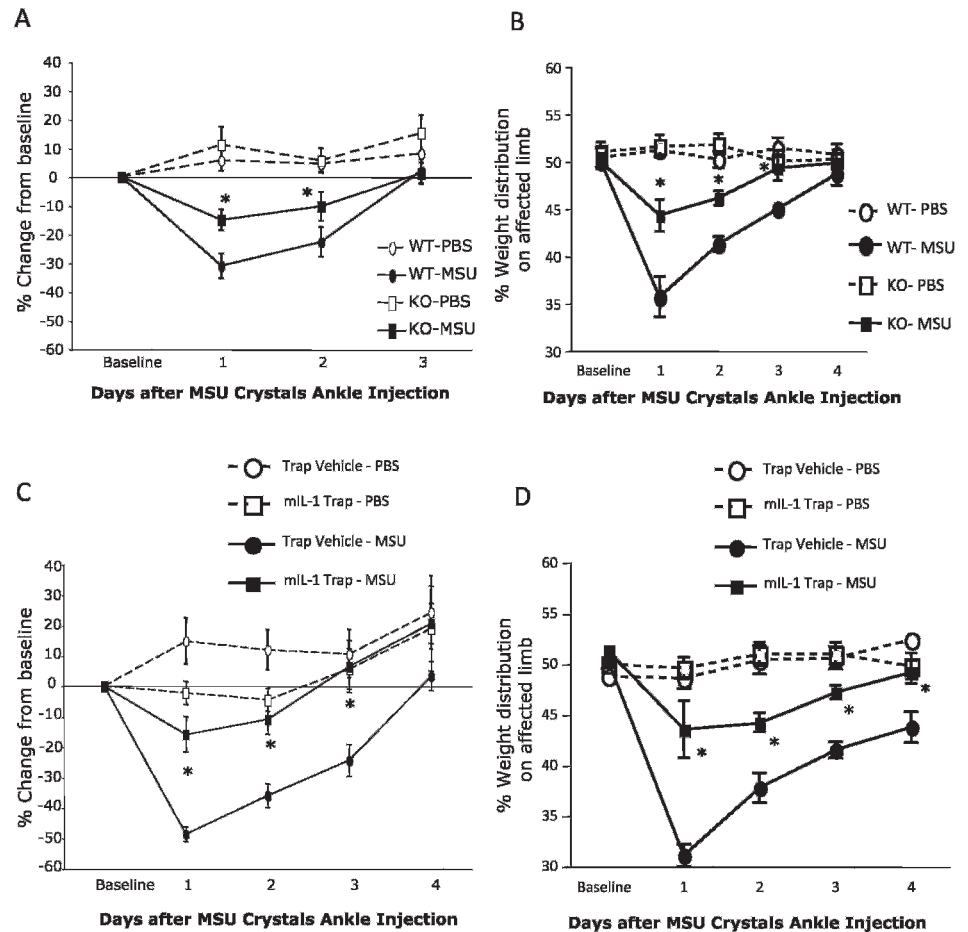 A
% Change from baseline
40
30
20
10
0
-10
-20
-30
-40
-50
-60
*
*
WT-PBS
WT-MSU
KO-PBS
KO-MSU
Baseline 1 2 3
Days after MSU Crystals Ankle Injection
B
% Weight distribution
on affected limb
60
55
50
45
40
35
30
*
*
*
WT- PBS
WT- MSU
KO- PBS
KO- MSU
Baseline 1 2 3 4
Days after MSU Crystals Ankle Injection
C
Trap Vehicle - PBS
mIL-1 Trap - PBS
Trap Vehicle - MSU
mIL-1 Trap - MSU
% Change from baseline
40
30
20
10
0
-10
-20
-30
-40
-50
-60
*
*
*
Baseline 1 2 3 4
Days after MSU Crystals Ankle Injection
D
Trap Vehicle - PBS
mIL-1 Trap - PBS
Trap Vehicle - MSU
mIL-1 Trap - MSU
% Weight distribution
on affected limb
60
55
50
45
40
35
30
*
*
*
*
Baseline 1 2 3 4
Days after MSU Crystals Ankle Injection